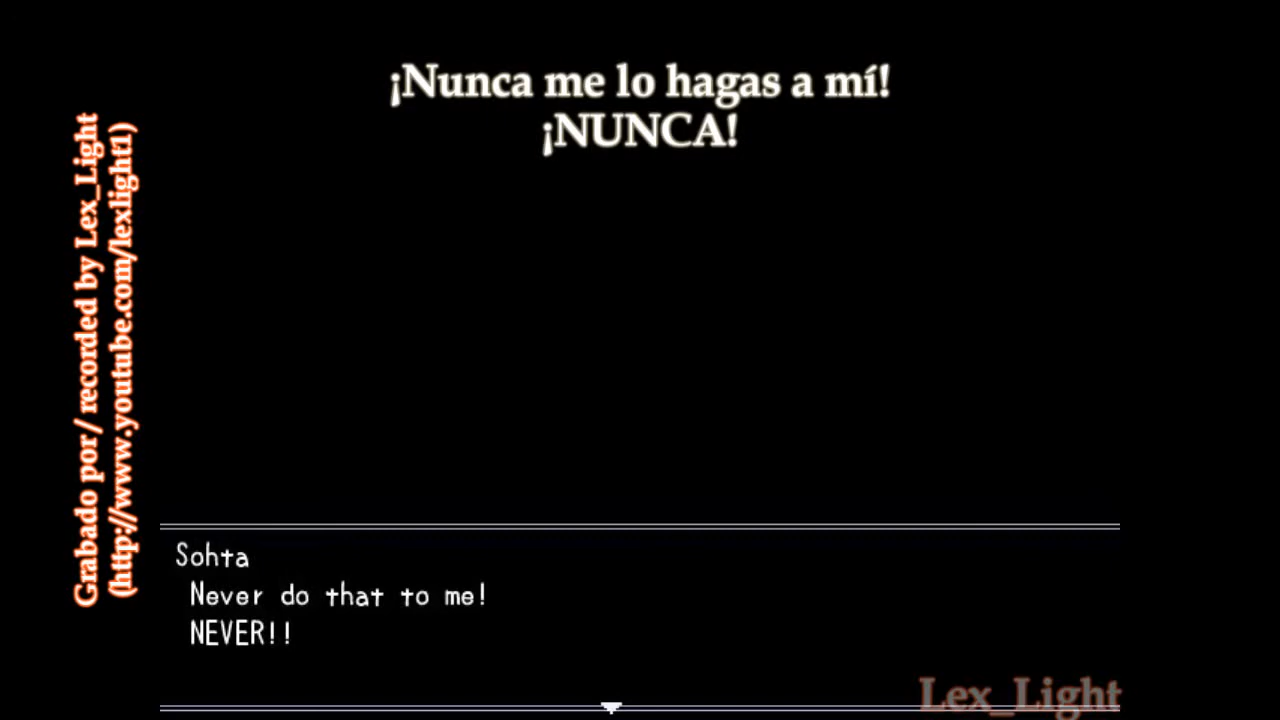 ¡Nunca me lo hagas a mí!
¡NUNCA!
Grabado por/ recorded by Lex_Light
(http://www.youtube.com/lexlight1)
Sohta
Never do that to me!
NEVER!!
Lex_Light